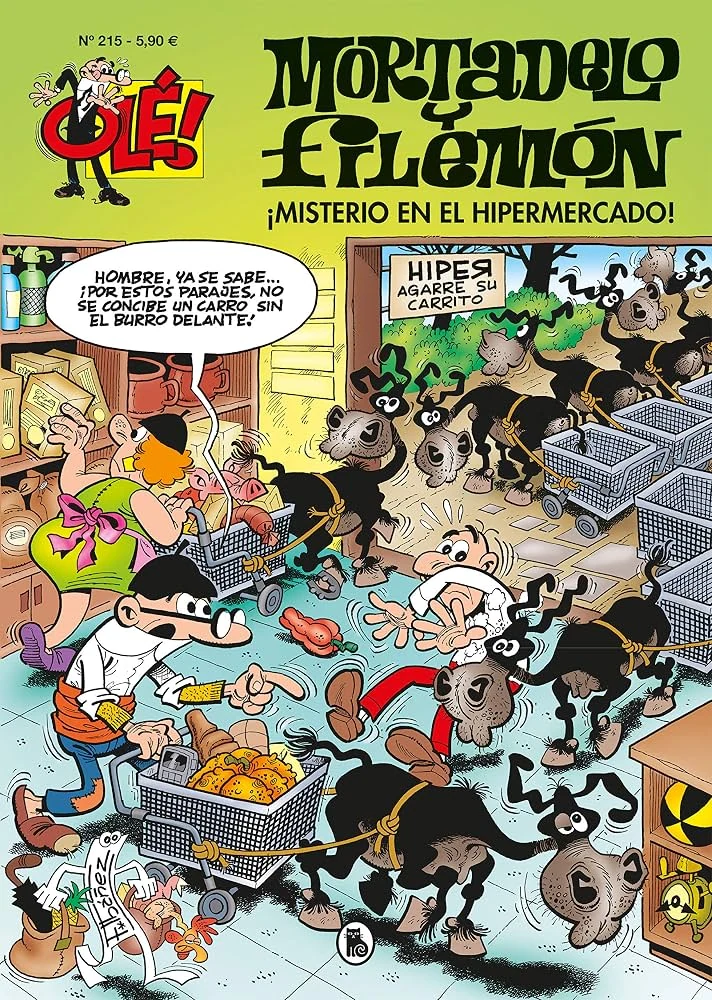 Nº 215 - 5,90 €
OLÉ!
MORTADELO
Y
FILEMÓN
¡MISTERIO EN EL HIPERMERCADO!
HOMBRE, YA SE SABE...
¡POR ESTOS PARAJES, NO
SE CONCIBE UN CARRO SIN
EL BURRO DELANTE!
HIPER
AGARRE SU
CARRITO
F. Ibáñez